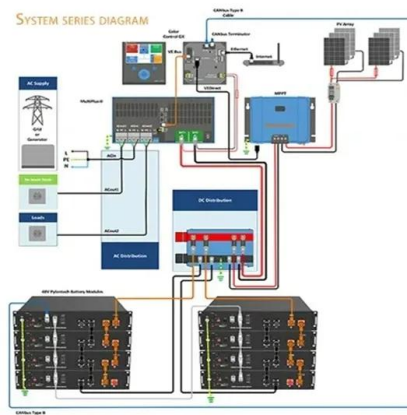 SYSTEM SERIES DIAGRAM
CANbus Type B
Cable
Color
Control GX
CANbus Terminator
VE Bus
Ethernet
Internet
PV Array
AC Supply
MultiPlus-II
VEDirect
MPPT
Grid
or
Generator
L
PE
N
ACin
ACout1
Loads
ACout2
DC Distribution
AC Distribution
48V Pylontech Battery Modules
CANbus Type B